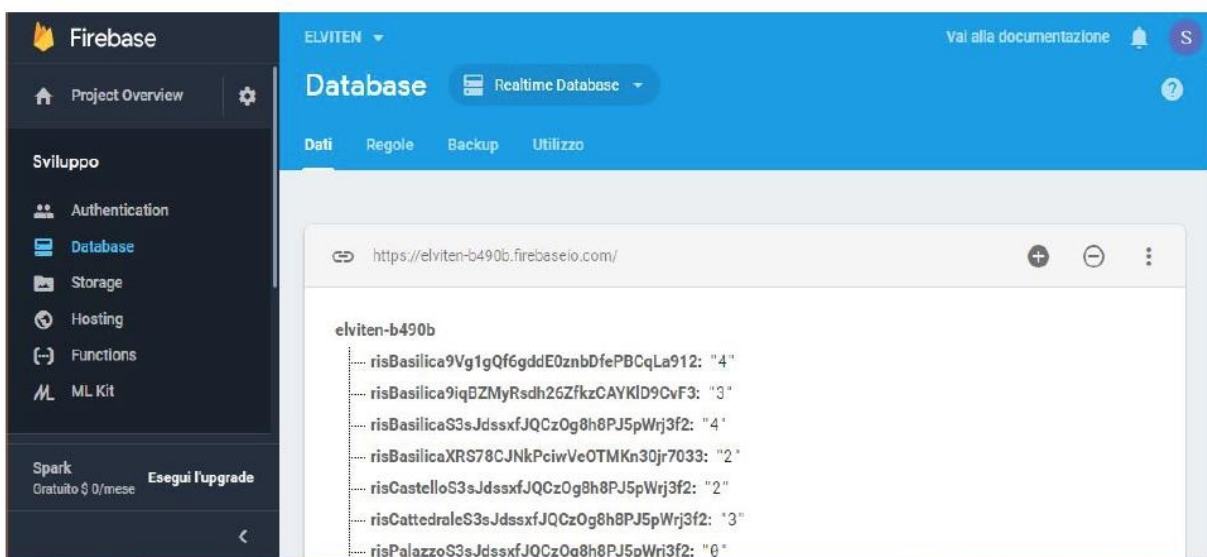 Firebase
Project Overview
Sviluppo
Authentication
Database
Storage
Hosting
Functions
ML Kit
Spark
Gratuito $ 0/mese
Esegui l'upgrade
ELVITEN
Vai alla documentazione
S
Database
Realtime Database
Dati Regole Backup Utilizzo
https://elviten-b490b.firebaseio.com/
elviten-b490b
risBasilica9Vg1gQf6gddE0znbDfePBCqLa912: "4"
risBasilica9iqBZMyRsdh26ZfkzCAYKlD9CvF3: "3"
risBasilicaS3sJdssxfJQCzOg8h8PJ5pWrj3f2: "4"
risBasilicaXRS78CJNkPciwVeOTMKn30jr7033: "2"
risCastelloS3sJdssxfJQCzOg8h8PJ5pWrj3f2: "2"
risCattedraleS3sJdssxfJQCzOg8h8PJ5pWrj3f2: "3"
risPalazzoS3sJdssxfJQCzOg8h8PJ5pWrj3f2: "0"